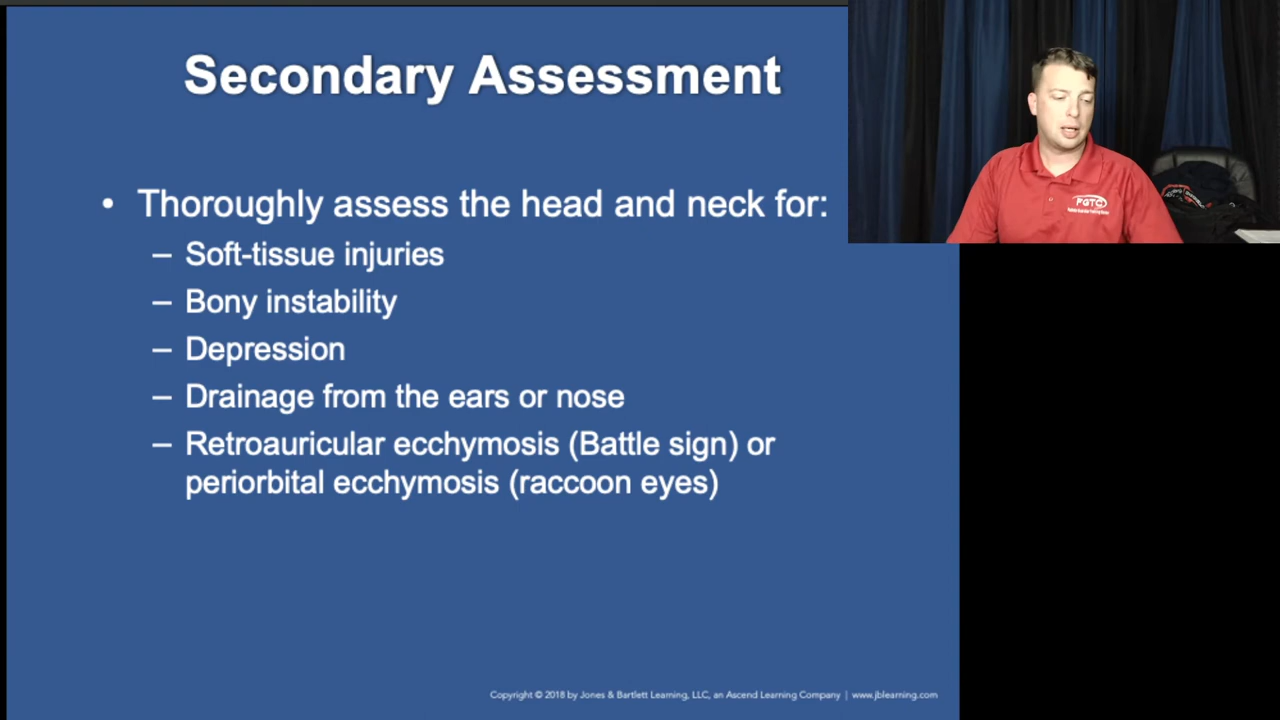 Secondary Assessment
• Thoroughly assess the head and neck for:
– Soft-tissue injuries
– Bony instability
– Depression
– Drainage from the ears or nose
– Retroauricular ecchymosis (Battle sign) or
periorbital ecchymosis (raccoon eyes)
Copyright © 2018 by Jones & Bartlett Learning, LLC, an Ascend Learning Company | www.jblearning.com
FGTC